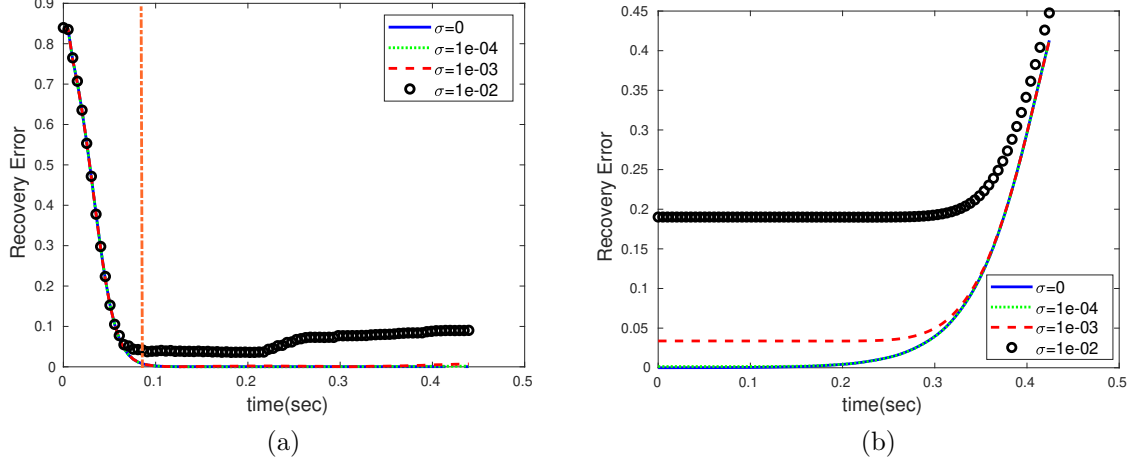 0.9
0.8
0.7
0.6
0.5
0.4
0.3
0.2
0.1
0
Recovery Error
σ=0
σ=1e-04
σ=1e-03
σ=1e-02
0 0.1 0.2 0.3 0.4 0.5
time(sec)
(a)
0.45
0.4
0.35
0.3
0.25
0.2
0.15
0.1
0.05
0
Recovery Error
σ=0
σ=1e-04
σ=1e-03
σ=1e-02
0 0.1 0.2 0.3 0.4 0.5
time(sec)
(b)